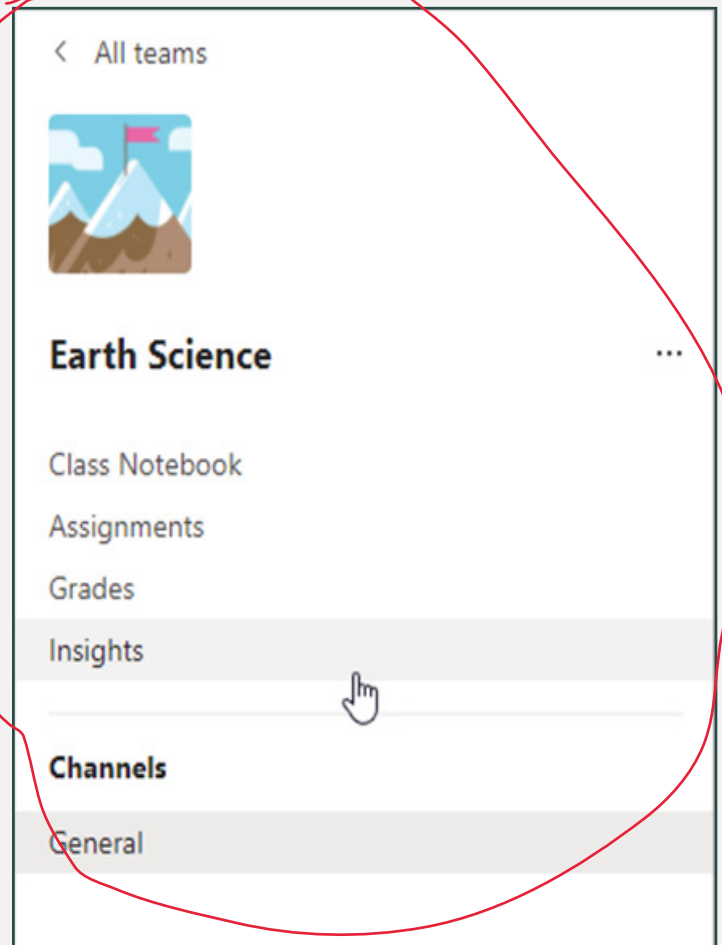 All teams
Earth Science
Class Notebook
Assignments
Grades
Insights
Channels
General